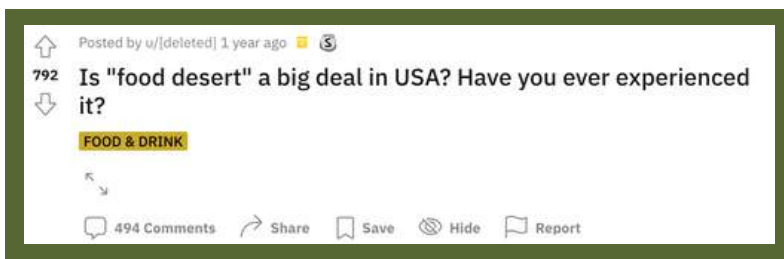 Posted by u/[deleted] 1 year ago
792
Is "food desert" a big deal in USA? Have you ever experienced
it?
FOOD & DRINK
494 Comments Share Save Hide Report